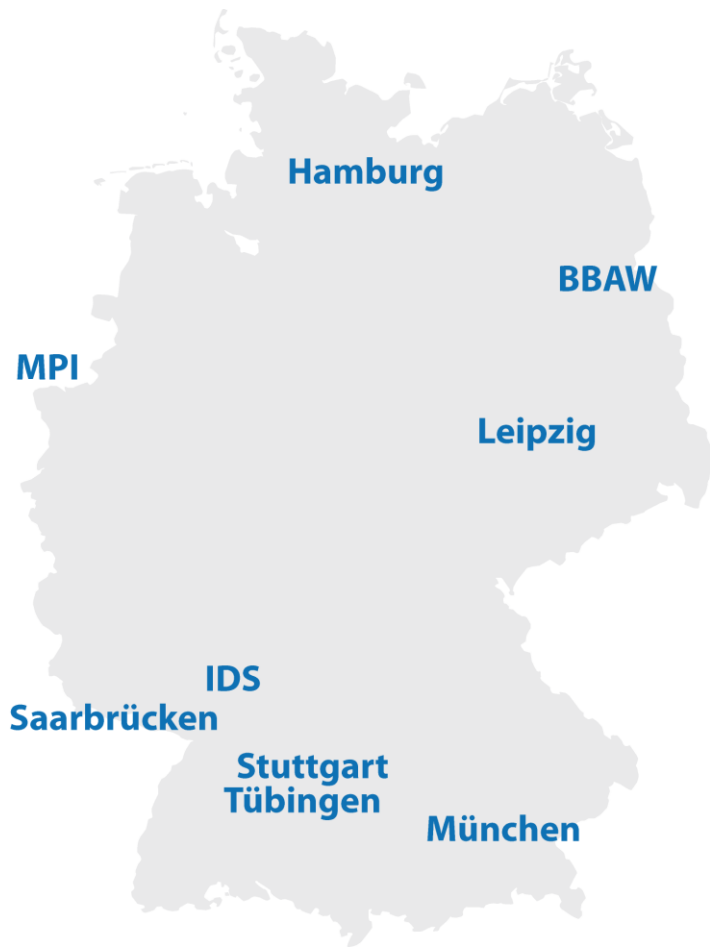 Hamburg
BBAW
MPI
Leipzig
IDS
Saarbrücken
Stuttgart
Tübingen
München